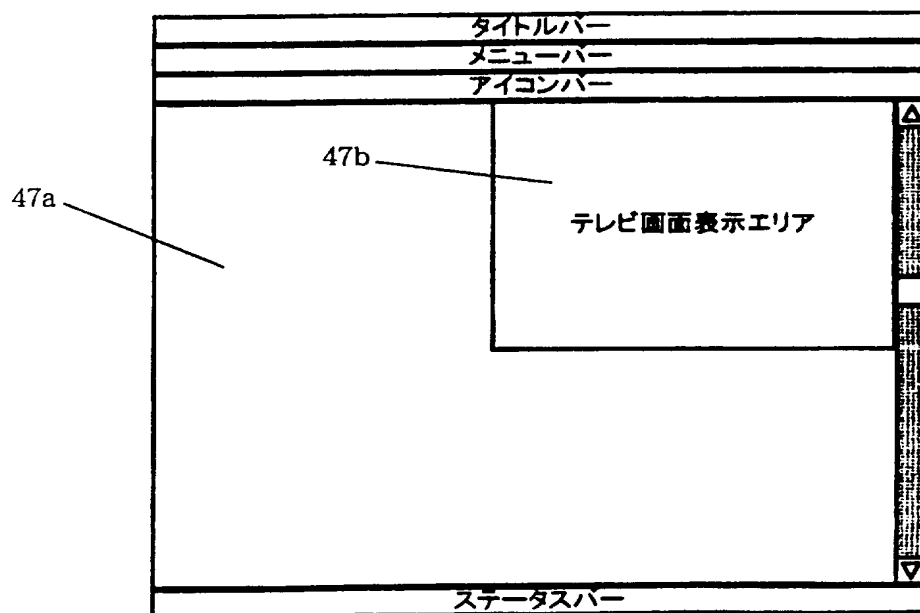 タイトルバー
メニューバー
アイコンバー
47b
47a
テレビ画面表示エリア
ステータスバー